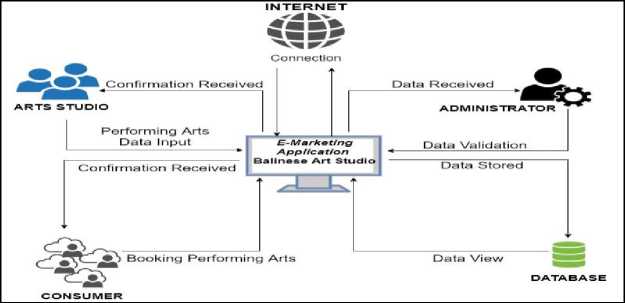 INTERNET
Connection
Confirmation Received
Data Received
ARTS STUDIO
ADMINISTRATOR
Performing Arts
Data Input
E-Marketing
Application
Balinese Art Studio
Data Validation
Confirmation Received
Data Stored
Booking Performing Arts
Data View
CONSUMER
DATABASE